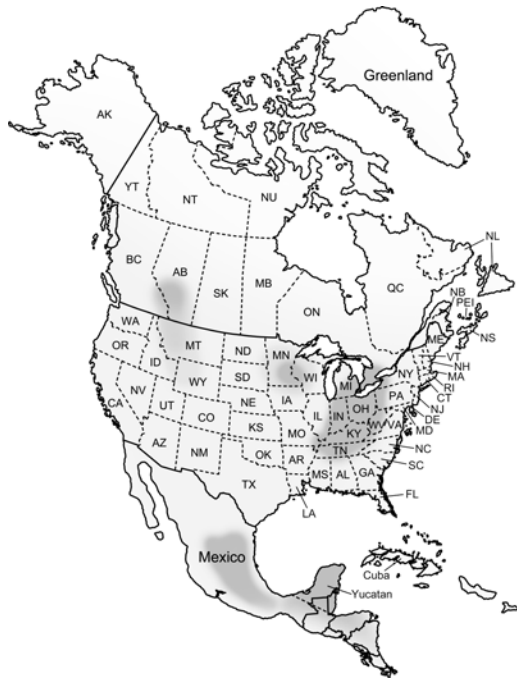 Greenland
AK
YT
NT
NU
NL
BC
AB
SK
MB
ON
QC
NB
PEI
NS
WA
OR
ID
MT
ND
MN
ME
VT
NH
MA
RI
CT
NJ
DE
MD
WY
SD
WI
MI
NY
PA
CA
NV
UT
CO
NE
IA
IL
IN
OH
WV
VA
KS
MO
KY
NC
AZ
NM
OK
AR
TN
SC
TX
MS
AL
GA
FL
LA
Mexico
Cuba
Yucatan